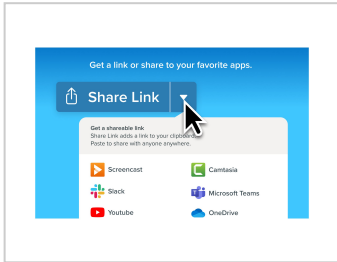 Get a link or share to your favorite apps.
Share Link
Get a shareable link
Share Link adds a link to your clipboard.
Paste to share with anyone anywhere.
Screencast
Camtasia
Slack
Microsoft Teams
Youtube
OneDrive